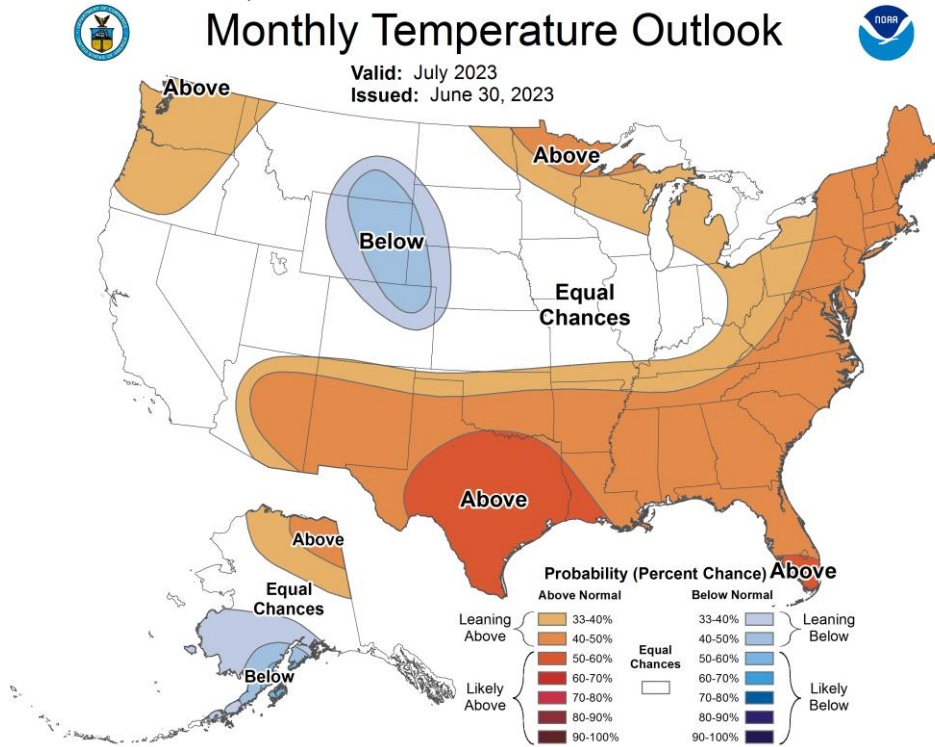 Monthly Temperature Outlook
NOAA
Valid: July 2023
Issued: June 30, 2023
Above
Above
Below
Equal
Chances
Above
Above
Above
Equal
Chances
Below
Probability (Percent Chance)
Above Normal
Below Normal
Leaning
Above
33-40%
40-50%
Likely
Above
50-60%
60-70%
70-80%
80-90%
90-100%
Equal
Chances
33-40%
40-50%
Leaning
Below
50-60%
60-70%
70-80%
80-90%
90-100%
Likely
Below